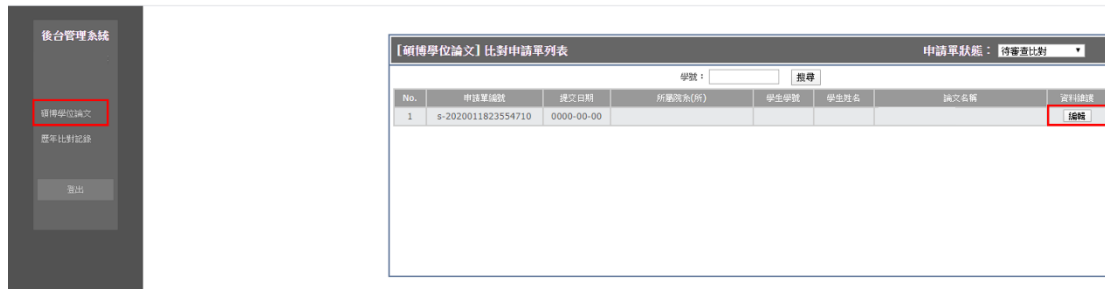 後台管理系統
碩博學位論文
歷年比對記錄
登出
[碩博學位論文] 比對申請單列表
申請單狀態： 待審查比對
學號： 搜尋
No. 申請單編號 提交日期 所屬院系(所) 學生學號 學生姓名 論文名稱 資料維護
1 s-2020011823554710 0000-00-00 編輯